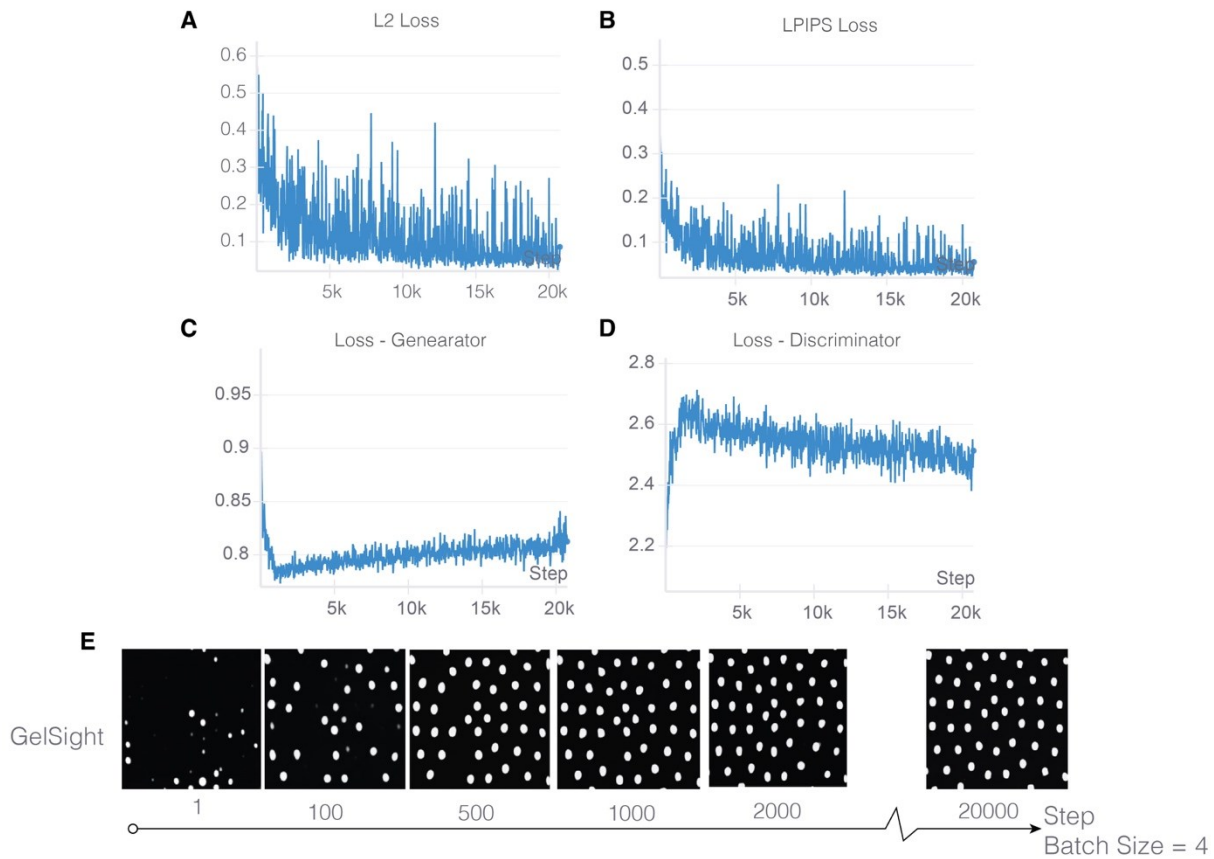 A
L2 Loss
0.6
0.5
0.4
0.3
0.2
0.1
Step
5k 10k 15k 20k
B
LPIPS Loss
0.5
0.4
0.3
0.2
0.1
Step
5k 10k 15k 20k
C
Loss - Genearator
0.95
0.9
0.85
0.8
Step
5k 10k 15k 20k
D
Loss - Discriminator
2.8
2.6
2.4
2.2
Step
5k 10k 15k 20k
E
GelSight
1 100 500 1000 2000 20000
Step
Batch Size = 4